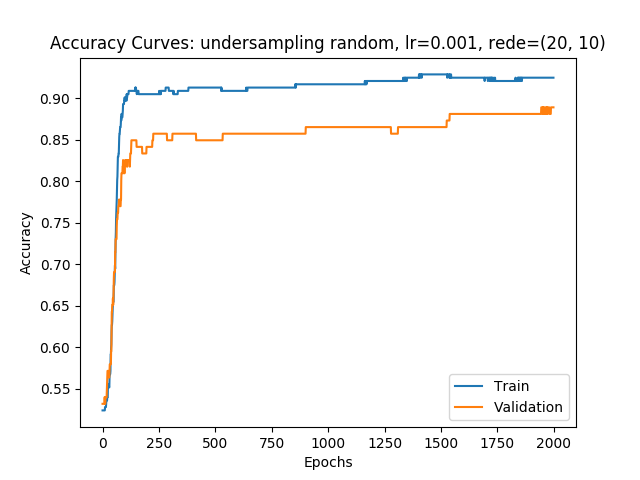 Accuracy Curves: undersampling random, lr=0.001, rede=(20, 10)
Accuracy
0.90
0.85
0.80
0.75
0.70
0.65
0.60
0.55
0 250 500 750 1000 1250 1500 1750 2000
Epochs
Train
Validation